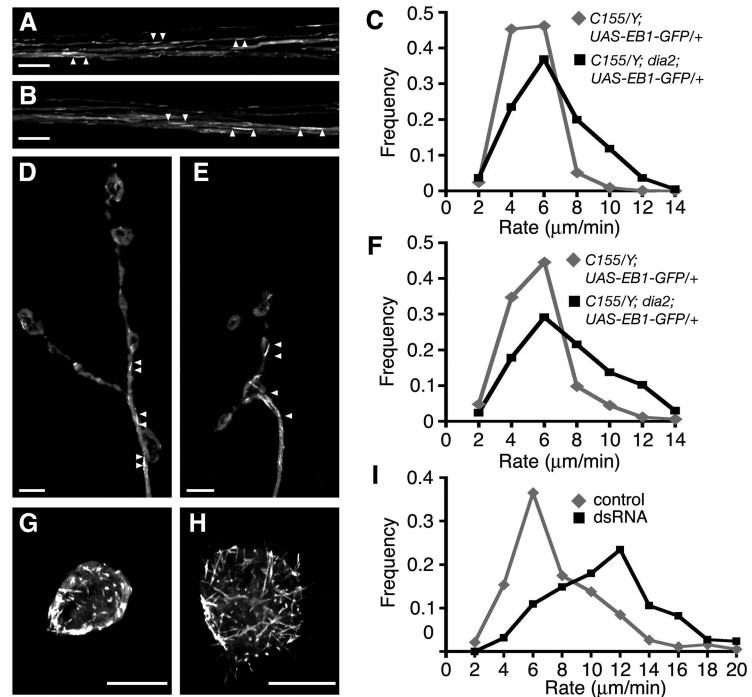 A
B
C
0.5
0.4
0.3
0.2
0.1
0
Frequency
0 2 4 6 8 10 12 14
Rate (µm/min)
C155/Y;
UAS-EB1-GFP/+
C155/Y; dia2;
UAS-EB1-GFP/+
D
E
F
0.5
0.4
0.3
0.2
0.1
0
Frequency
0 2 4 6 8 10 12 14
Rate (µm/min)
C155/Y;
UAS-EB1-GFP/+
C155/Y; dia2;
UAS-EB1-GFP/+
G
H
I
0.4
0.3
0.2
0.1
0
Frequency
0 2 4 6 8 10 12 14 16 18 20
Rate (µm/min)
control
dsRNA